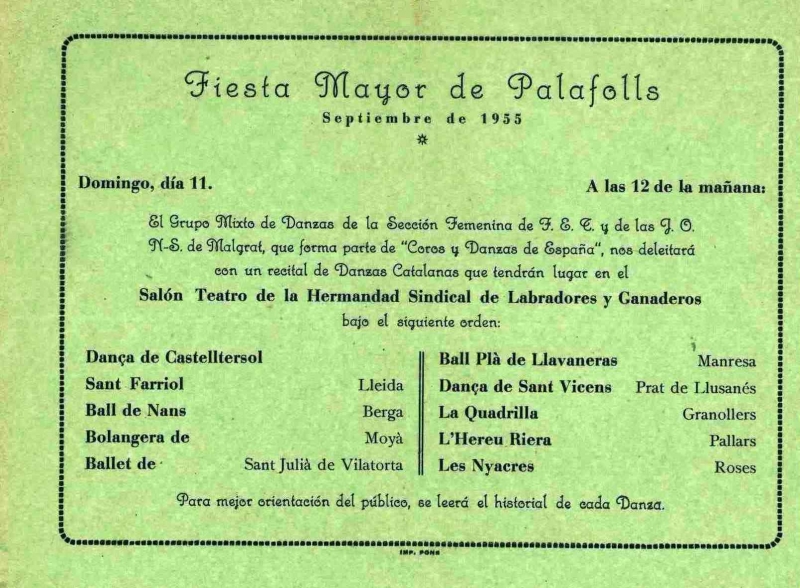 Fiesta Mayor de Palafolls
Septiembre de 1955
Domingo, día 11.
A las 12 de la mañana:
El Grupo Mixto de Danzas de la Sección Femenina de F. E. T. y de las J. O.
N-S. de Malgrat, que forma parte de "Coros y Danzas de España", nos deleitará
con un recital de Danzas Catalanas que tendrán lugar en el
Salón Teatro de la Hermandad Sindical de Labradores y Ganaderos
bajo el siguiente orden:
Dança de Castelltersol
Sant Farriol Lleida
Ball de Nans Berga
Bolangera de Moyà
Ballet de Sant Julià de Vilatorta
Ball Plà de Llavaneras Manresa
Dança de Sant Vicens Prat de Llusanés
La Quadrilla Granollers
L'Hereu Riera Pallars
Les Nyacres Roses
Para mejor orientación del público, se leerá el historial de cada Danza.
IMP. PONS